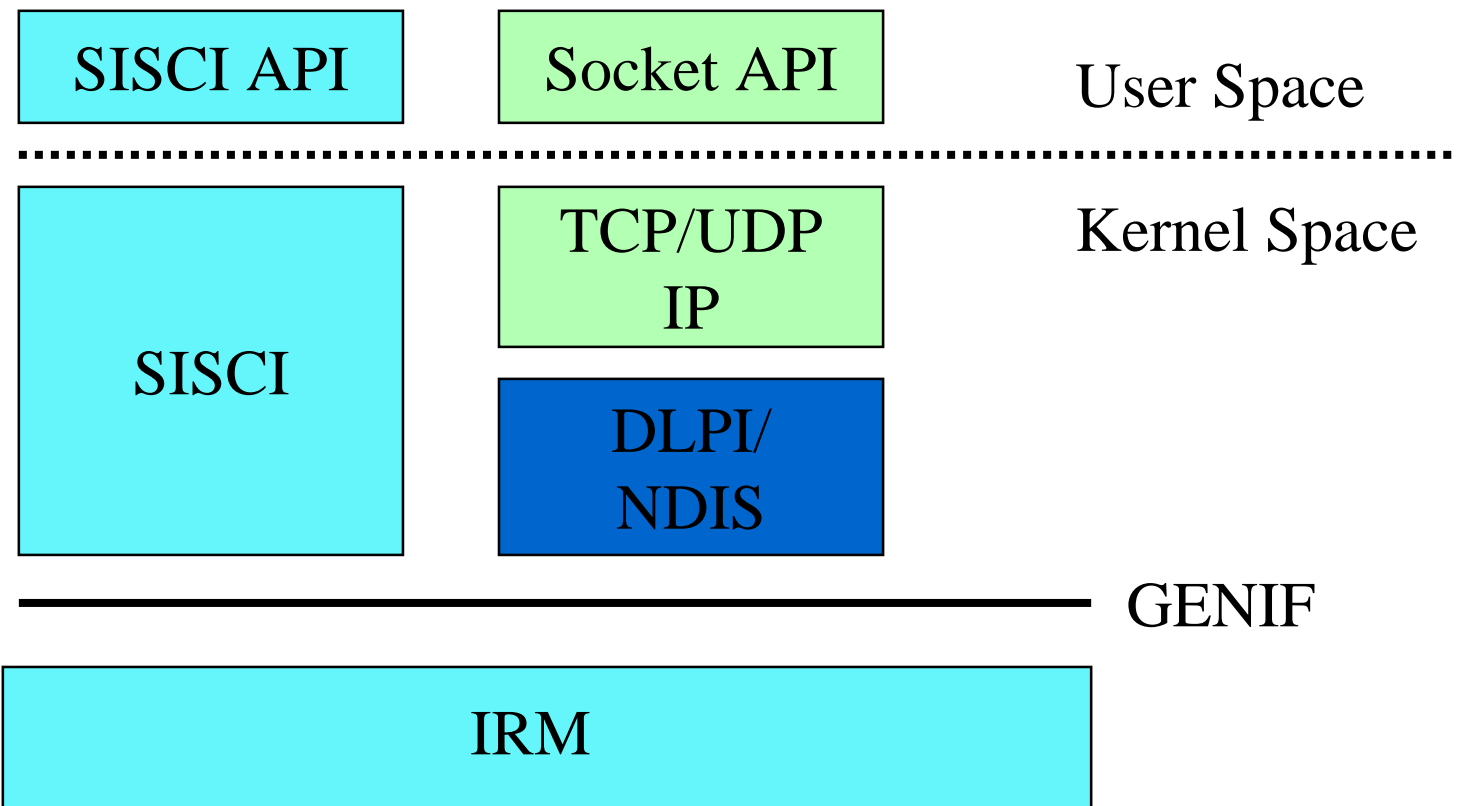 SISCI API
Socket API
User Space
Kernel Space
TCP/UDP
IP
SISCI
DLPI/
NDIS
GENIF
IRM